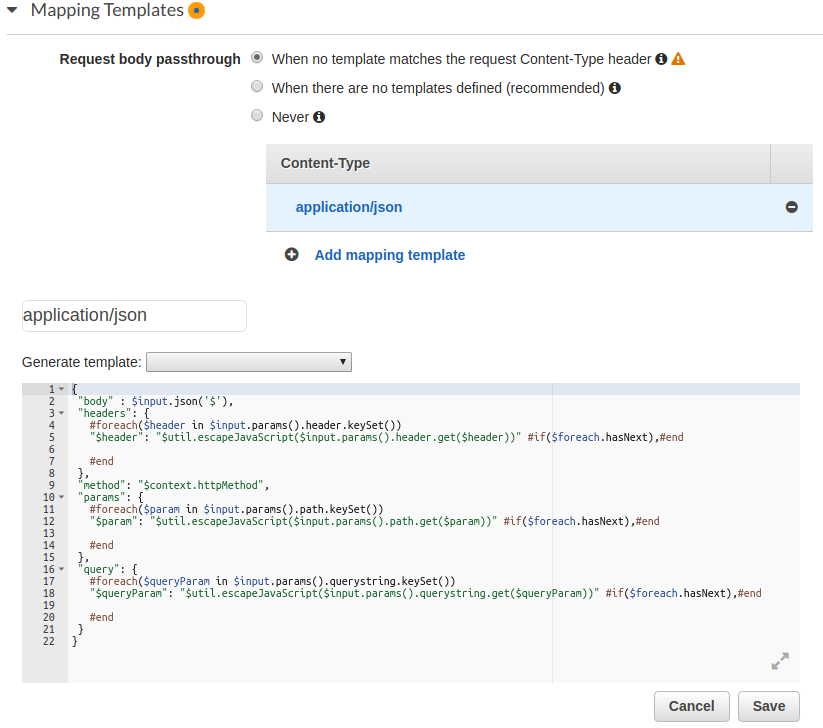 Mapping Templates
Request body passthrough
When no template matches the request Content-Type header
When there are no templates defined (recommended)
Never
Content-Type
application/json
Add mapping template
application/json
Generate template:
1 {
2 "body" : $input.json('$'),
3 "headers": {
4 #foreach($header in $input.params().header.keySet())
5 "$header": "$util.escapeJavaScript($input.params().header.get($header))" #if($foreach.hasNext),#end
6
7 #end
8 },
9 "method": "$context.httpMethod",
10 "params": {
11 #foreach($param in $input.params().path.keySet())
12 "$param": "$util.escapeJavaScript($input.params().path.get($param))" #if($foreach.hasNext),#end
13
14 #end
15 },
16 "query": {
17 #foreach($queryParam in $input.params().querystring.keySet())
18 "$queryParam": "$util.escapeJavaScript($input.params().querystring.get($queryParam))" #if($foreach.hasNext),#end
19
20 #end
21 }
22 }
Cancel Save